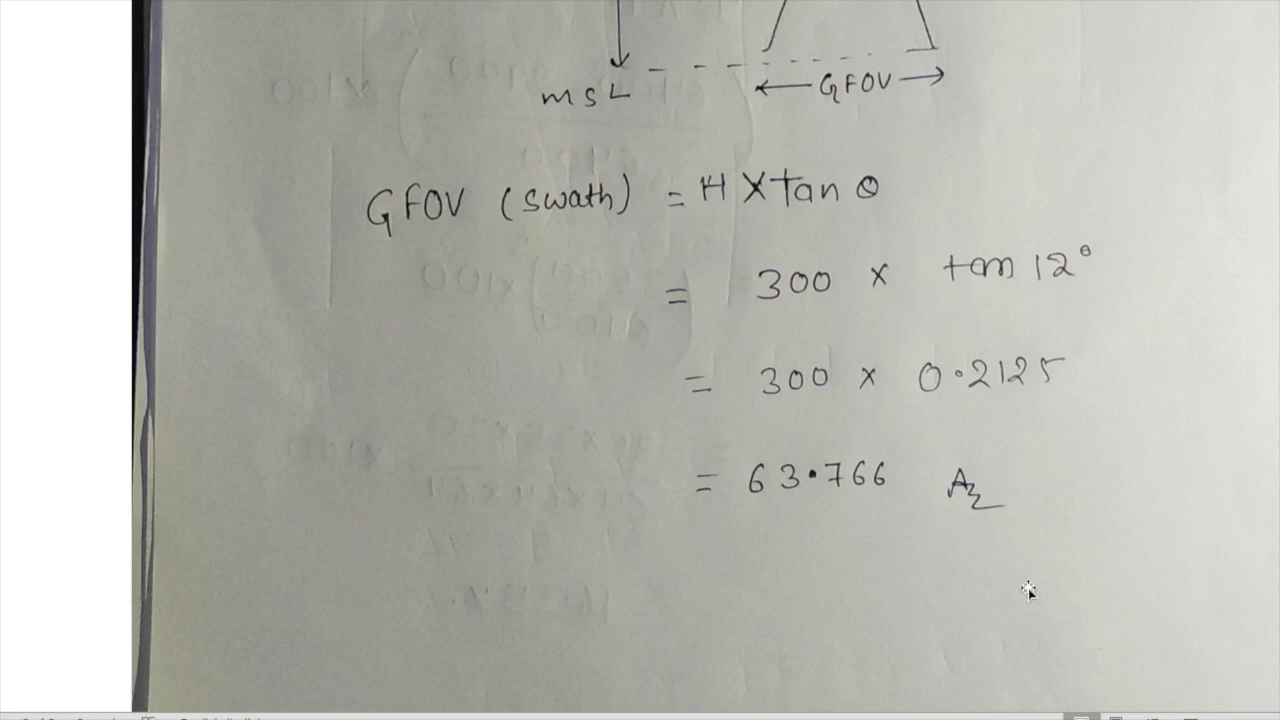 MSL GFOV
GFOV (swath) = H X tan θ
= 300 x tan 12°
= 300 x 0.2125
= 63.766